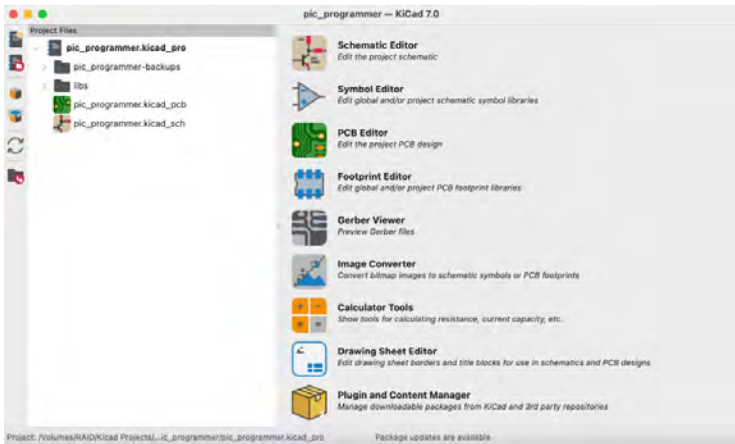 pic_programmer — KiCad 7.0
Project Files
pic_programmer.kicad_pro
pic_programmer-backups
libs
pic_programmer.kicad_pcb
pic_programmer.kicad_sch
Schematic Editor
Edit the project schematic
Symbol Editor
Edit global and/or project schematic symbol libraries
PCB Editor
Edit the project PCB design
Footprint Editor
Edit global and/or project PCB footprint libraries
Gerber Viewer
Preview Gerber files
Image Converter
Convert bitmap images to schematic symbols or PCB footprints
Calculator Tools
Show tools for calculating resistance, current capacity, etc.
Drawing Sheet Editor
Edit drawing sheet borders and title blocks for use in schematics and PCB designs
Plugin and Content Manager
Manage downloadable packages from KiCad and 3rd party repositories
Project: /Volumes/RAID/Kicad Projects/...ic_programmer/pic_programmer.kicad_pro
Package updates are available